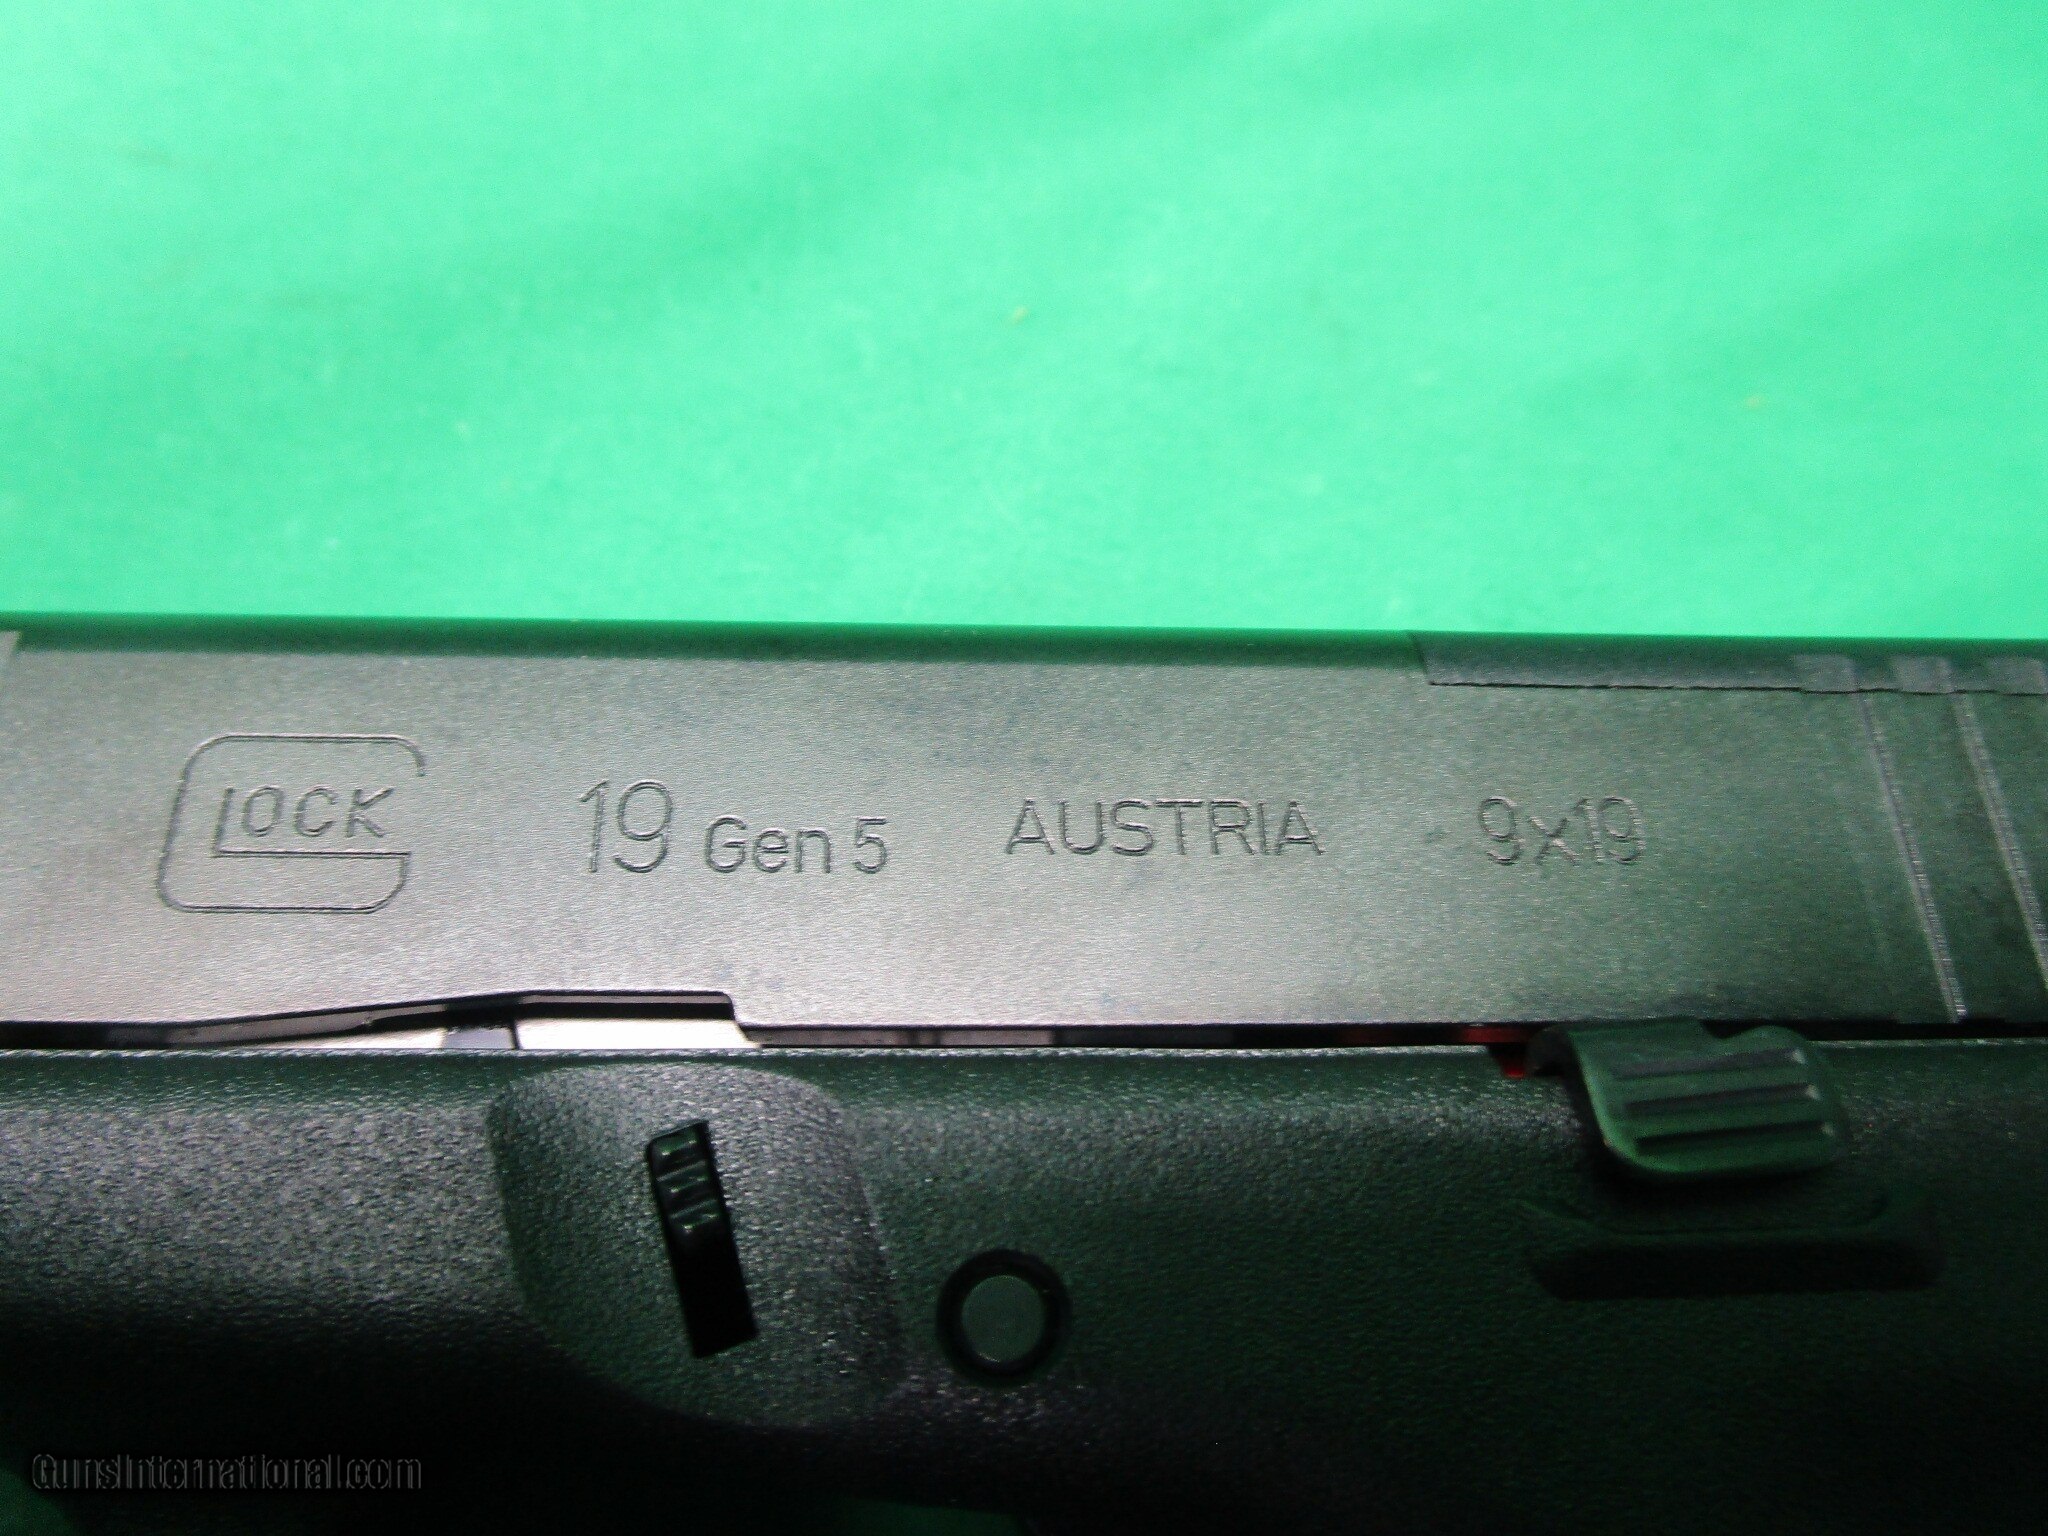 GLOCK 19 Gen 5 AUSTRIA 9x19
GunsInternational.com